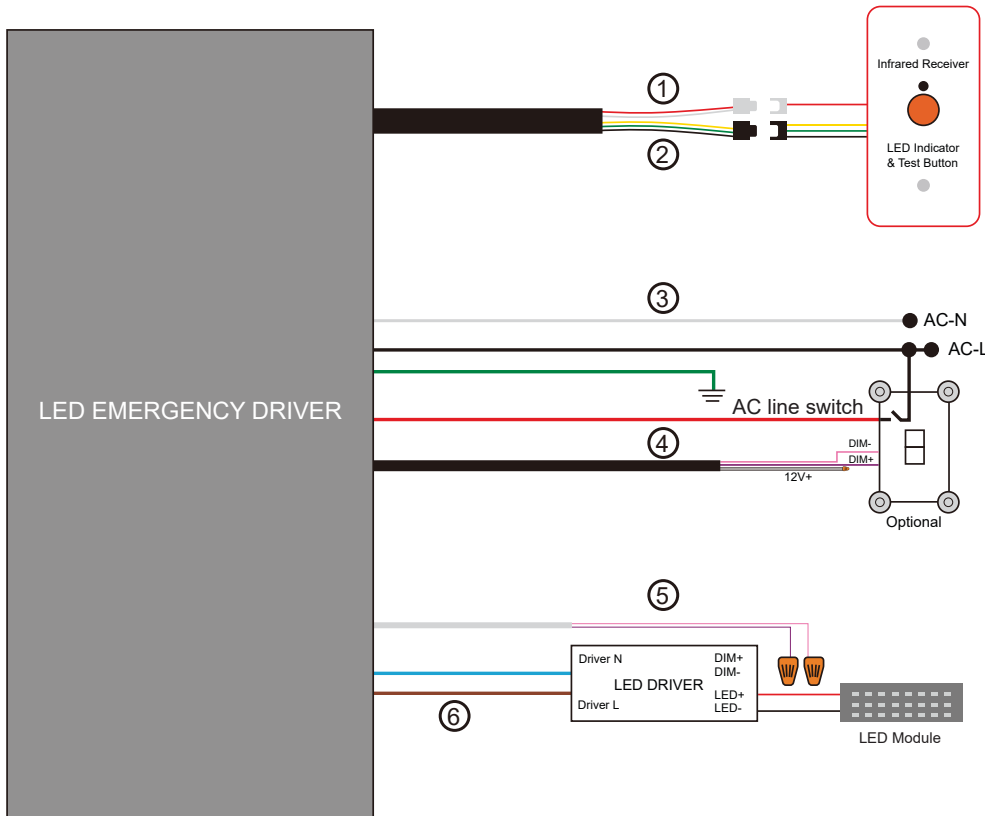 ①
Infrared Receiver
②
LED Indicator
& Test Button
③
AC-N
AC-L
LED EMERGENCY DRIVER
AC line switch
④
DIM-
DIM+
12V+
Optional
⑤
Driver N
DIM+
DIM-
LED DRIVER
Driver L
LED+
LED-
⑥
LED Module